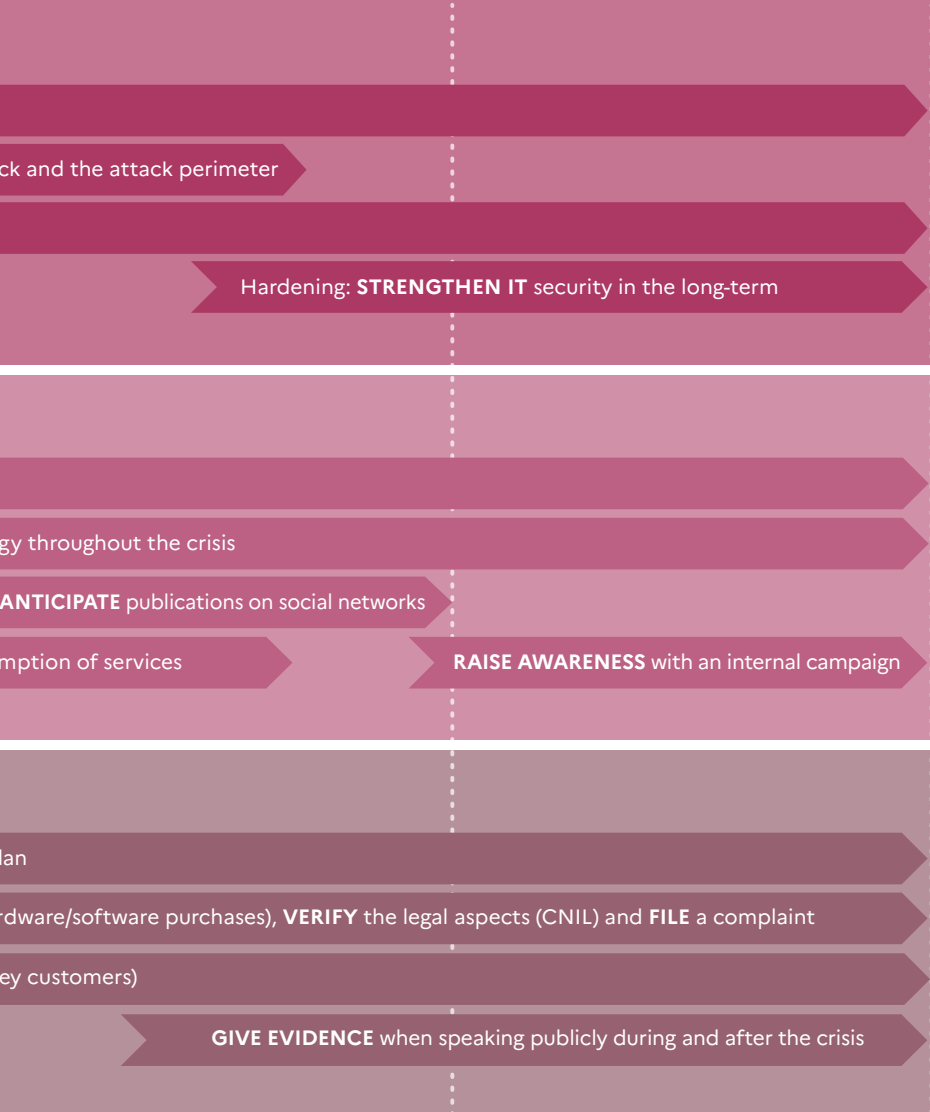 ck and the attack perimeter
Hardening: STRENGTHEN IT security in the long-term
gy throughout the crisis
ANTICIPATE publications on social networks
mption of services
RAISE AWARENESS with an internal campaign
lan
rdware/software purchases), VERIFY the legal aspects (CNIL) and FILE a complaint
ey customers)
GIVE EVIDENCE when speaking publicly during and after the crisis